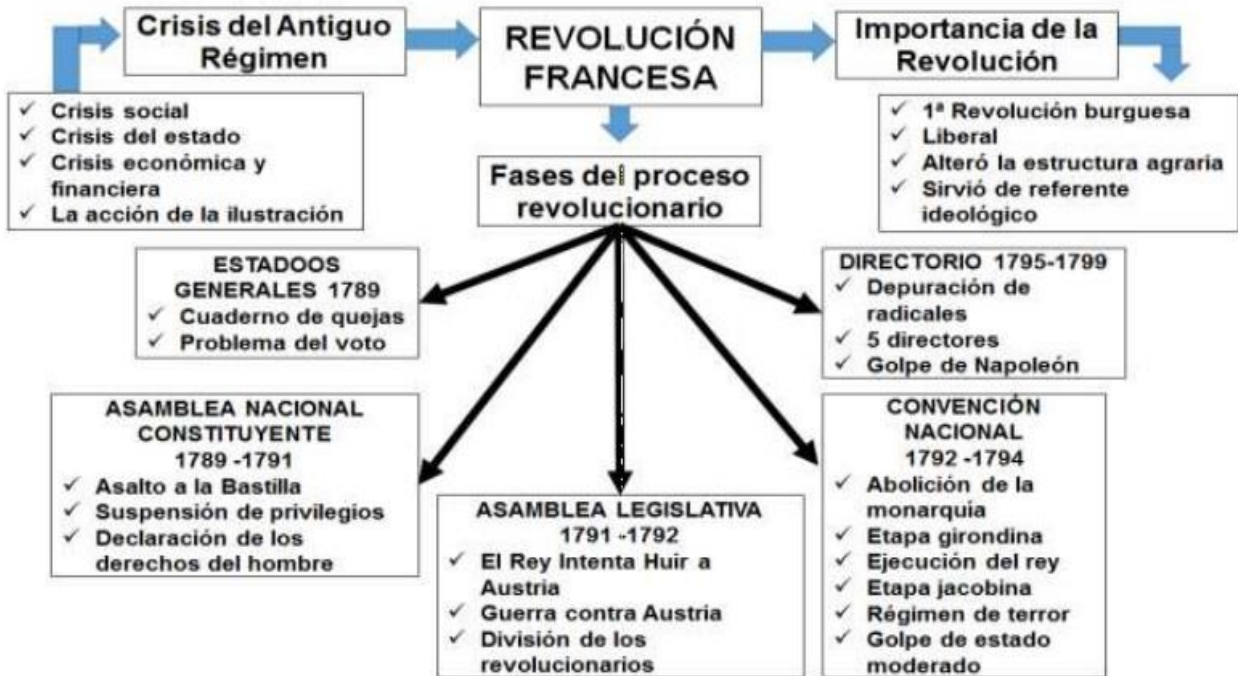 Crisis del Antiguo
Régimen
REVOLUCIÓN
FRANCESA
Importancia de la
Revolución
✓ Crisis social
✓ Crisis del estado
✓ Crisis económica y
financiera
✓ La acción de la ilustración
✓ 1ª Revolución burguesa
✓ Liberal
✓ Alteró la estructura agraria
✓ Sirvió de referente
ideológico
Fases del proceso
revolucionario
ESTADOOS
GENERALES 1789
✓ Cuaderno de quejas
✓ Problema del voto
DIRECTORIO 1795-1799
✓ Depuración de
radicales
✓ 5 directores
✓ Golpe de Napoleón
ASAMBLEA NACIONAL
CONSTITUYENTE
1789 -1791
✓ Asalto a la Bastilla
✓ Suspensión de privilegios
✓ Declaración de los
derechos del hombre
ASAMBLEA LEGISLATIVA
1791 -1792
✓ El Rey Intenta Huir a
Austria
✓ Guerra contra Austria
✓ División de los
revolucionarios
CONVENCIÓN
NACIONAL
1792 -1794
✓ Abolición de la
monarquía
✓ Etapa girondina
✓ Ejecución del rey
✓ Etapa jacobina
✓ Régimen de terror
✓ Golpe de estado
moderado